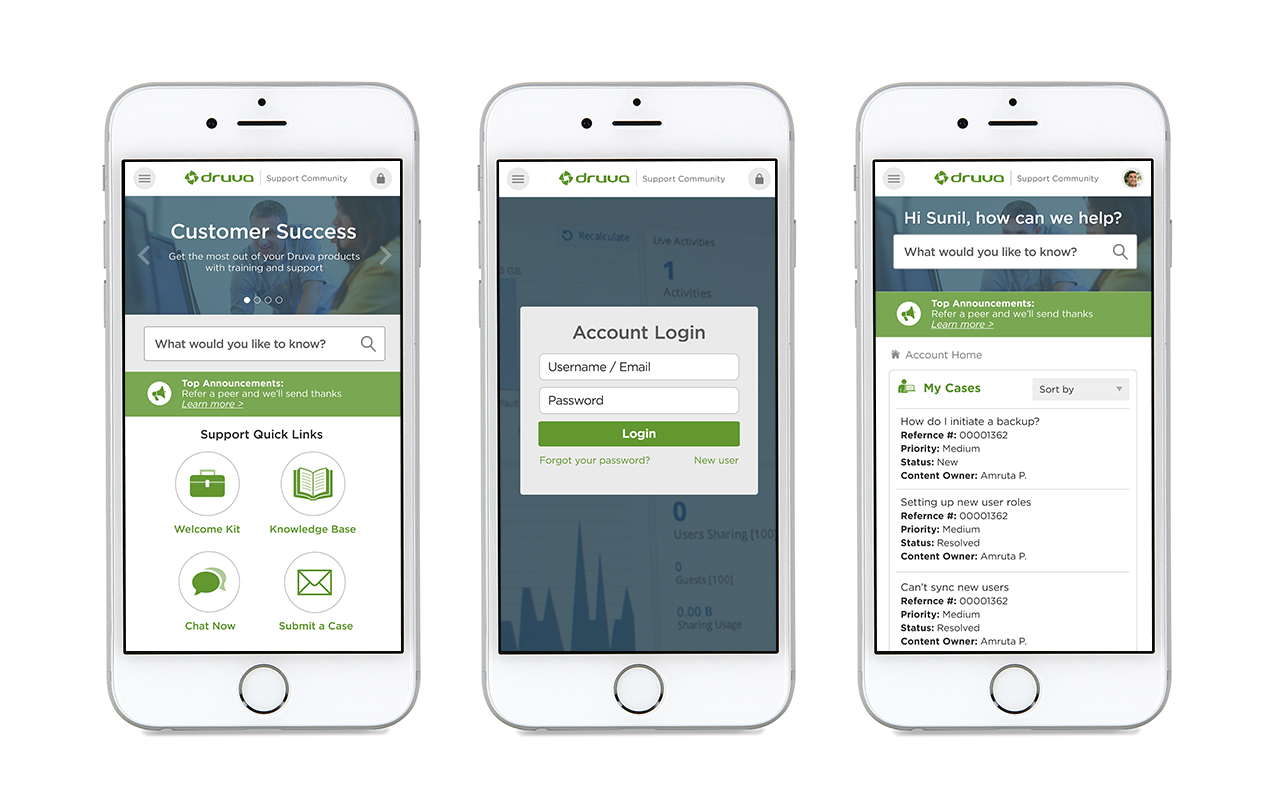 druva Support Community
Customer Success
Get the most out of your Druva products
with training and support
What would you like to know?
Top Announcements:
Refer a peer and we'll send thanks
Learn more >
Support Quick Links
Welcome Kit
Knowledge Base
Chat Now
Submit a Case
druva Support Community
Recalculate
Live Activities
1
Activities
GB
Account Login
Username / Email
Password
Login
Forgot your password? New user
0
Users Sharing [100]
0
Guests [100]
0.00 B
Sharing Usage
druva Support Community
Hi Sunil, how can we help?
What would you like to know?
Top Announcements:
Refer a peer and we'll send thanks
Learn more >
Account Home
My Cases
Sort by
How do I initiate a backup?
Refernce #: 00001362
Priority: Medium
Status: New
Content Owner: Amruta P.
Setting up new user roles
Refernce #: 00001362
Priority: Medium
Status: Resolved
Content Owner: Amruta P.
Can't sync new users
Refernce #: 00001362
Priority: Medium
Status: Resolved
Content Owner: Amruta P.